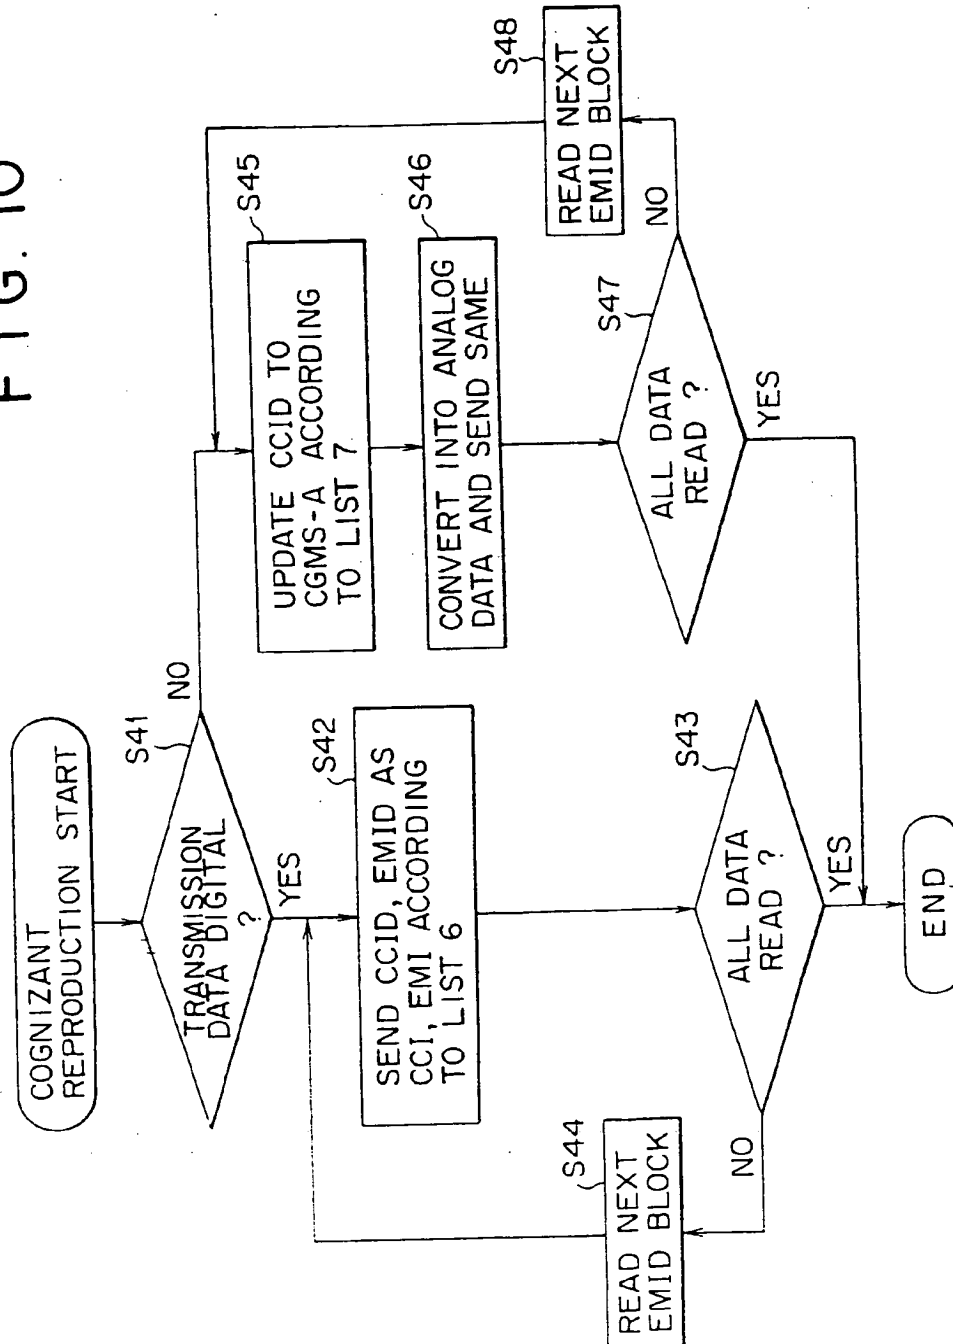 FIG. 10
COGNIZANT
REPRODUCTION START
S41
TRANSMISSION
DATA DIGITAL
?
NO
YES
S42
SEND CCID, EMID AS
CCI, EMI ACCORDING
TO LIST 6
S43
ALL DATA
READ ?
NO
YES
S44
READ NEXT
EMID BLOCK
S45
UPDATE CCID TO
CGMS-A ACCORDING
TO LIST 7
S46
CONVERT INTO ANALOG
DATA AND SEND SAME
S47
ALL DATA
READ ?
NO
YES
S48
READ NEXT
EMID BLOCK
END